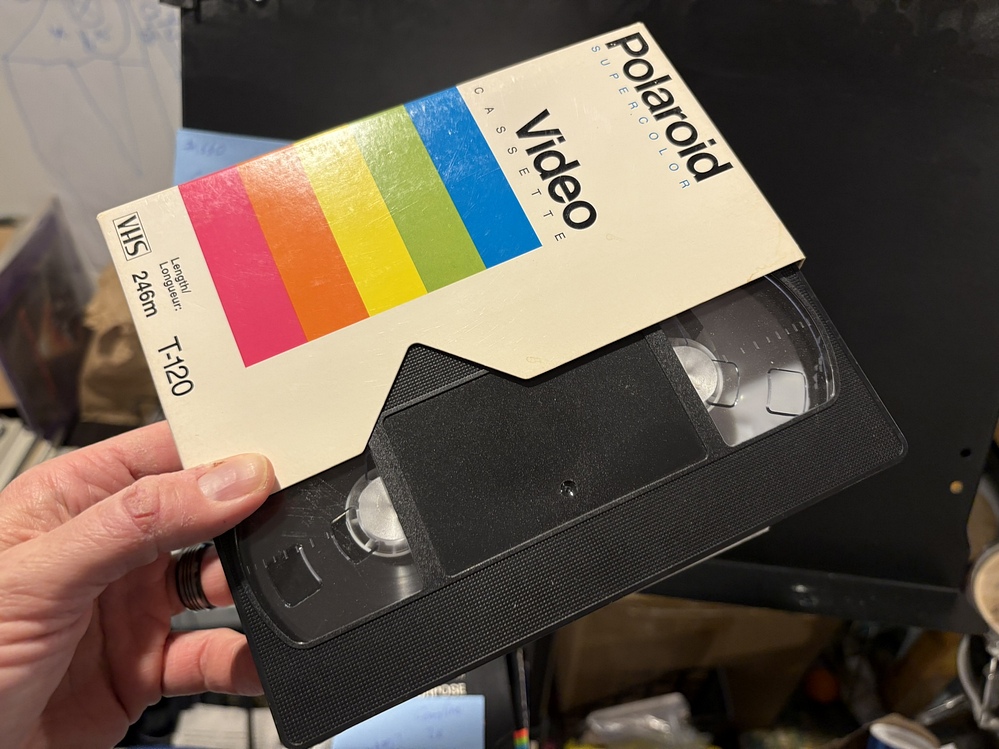 Polaroid
SUPERCOLOR
Video
CASSETTE
VHS
Length/
Longueur:
246m
T-120